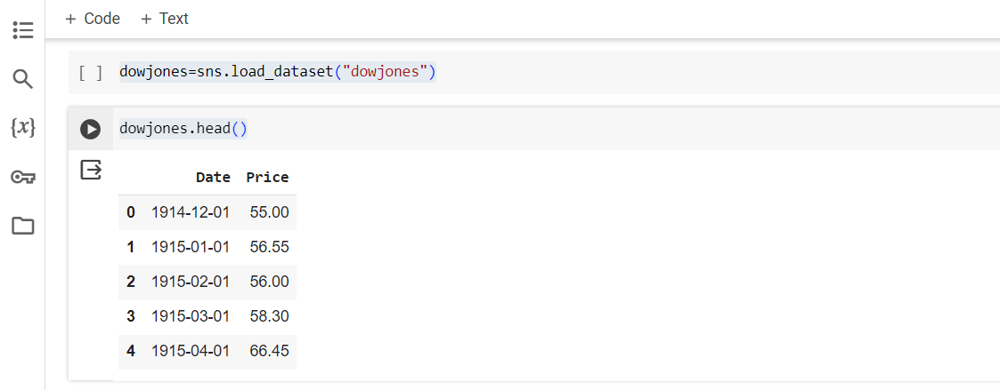 + Code + Text
[ ] dowjones=sns.load_dataset("dowjones")
dowjones.head()
{x}
Date Price
0 1914-12-01 55.00
1 1915-01-01 56.55
2 1915-02-01 56.00
3 1915-03-01 58.30
4 1915-04-01 66.45